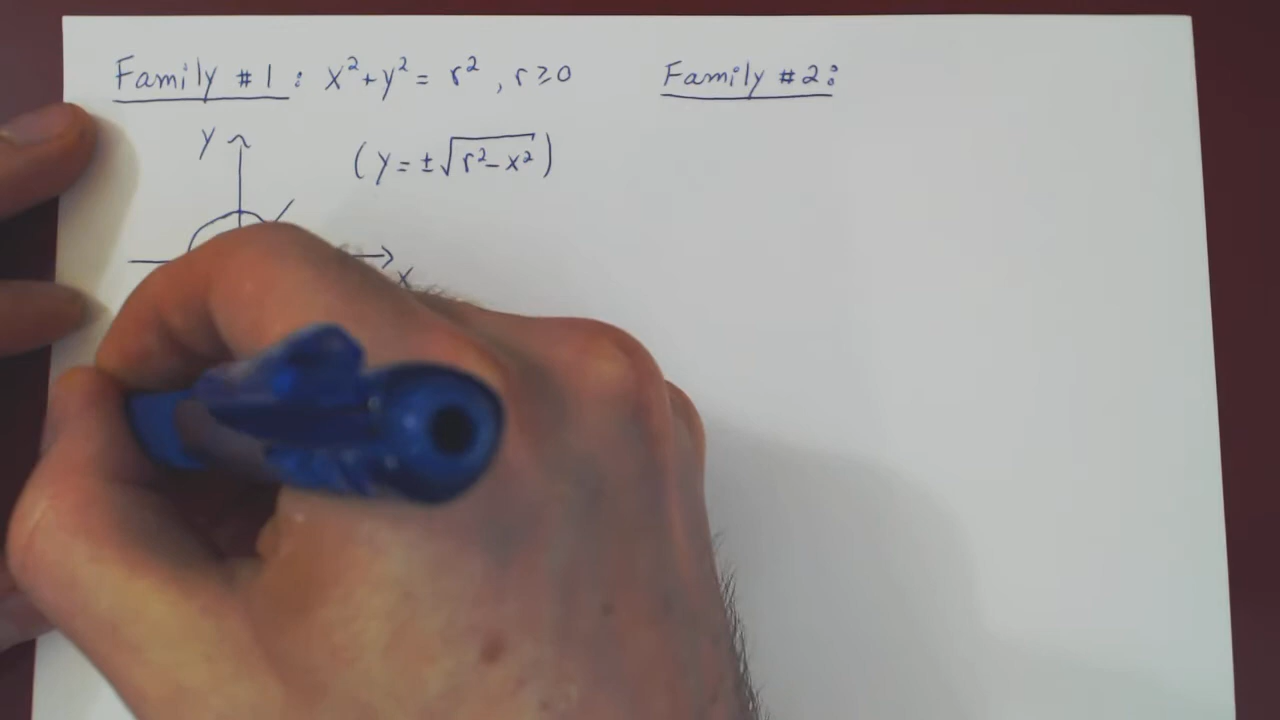 Family #1: x²+y² = r², r≥0
(y=±√(r²-x²))
y
x
Family #2: